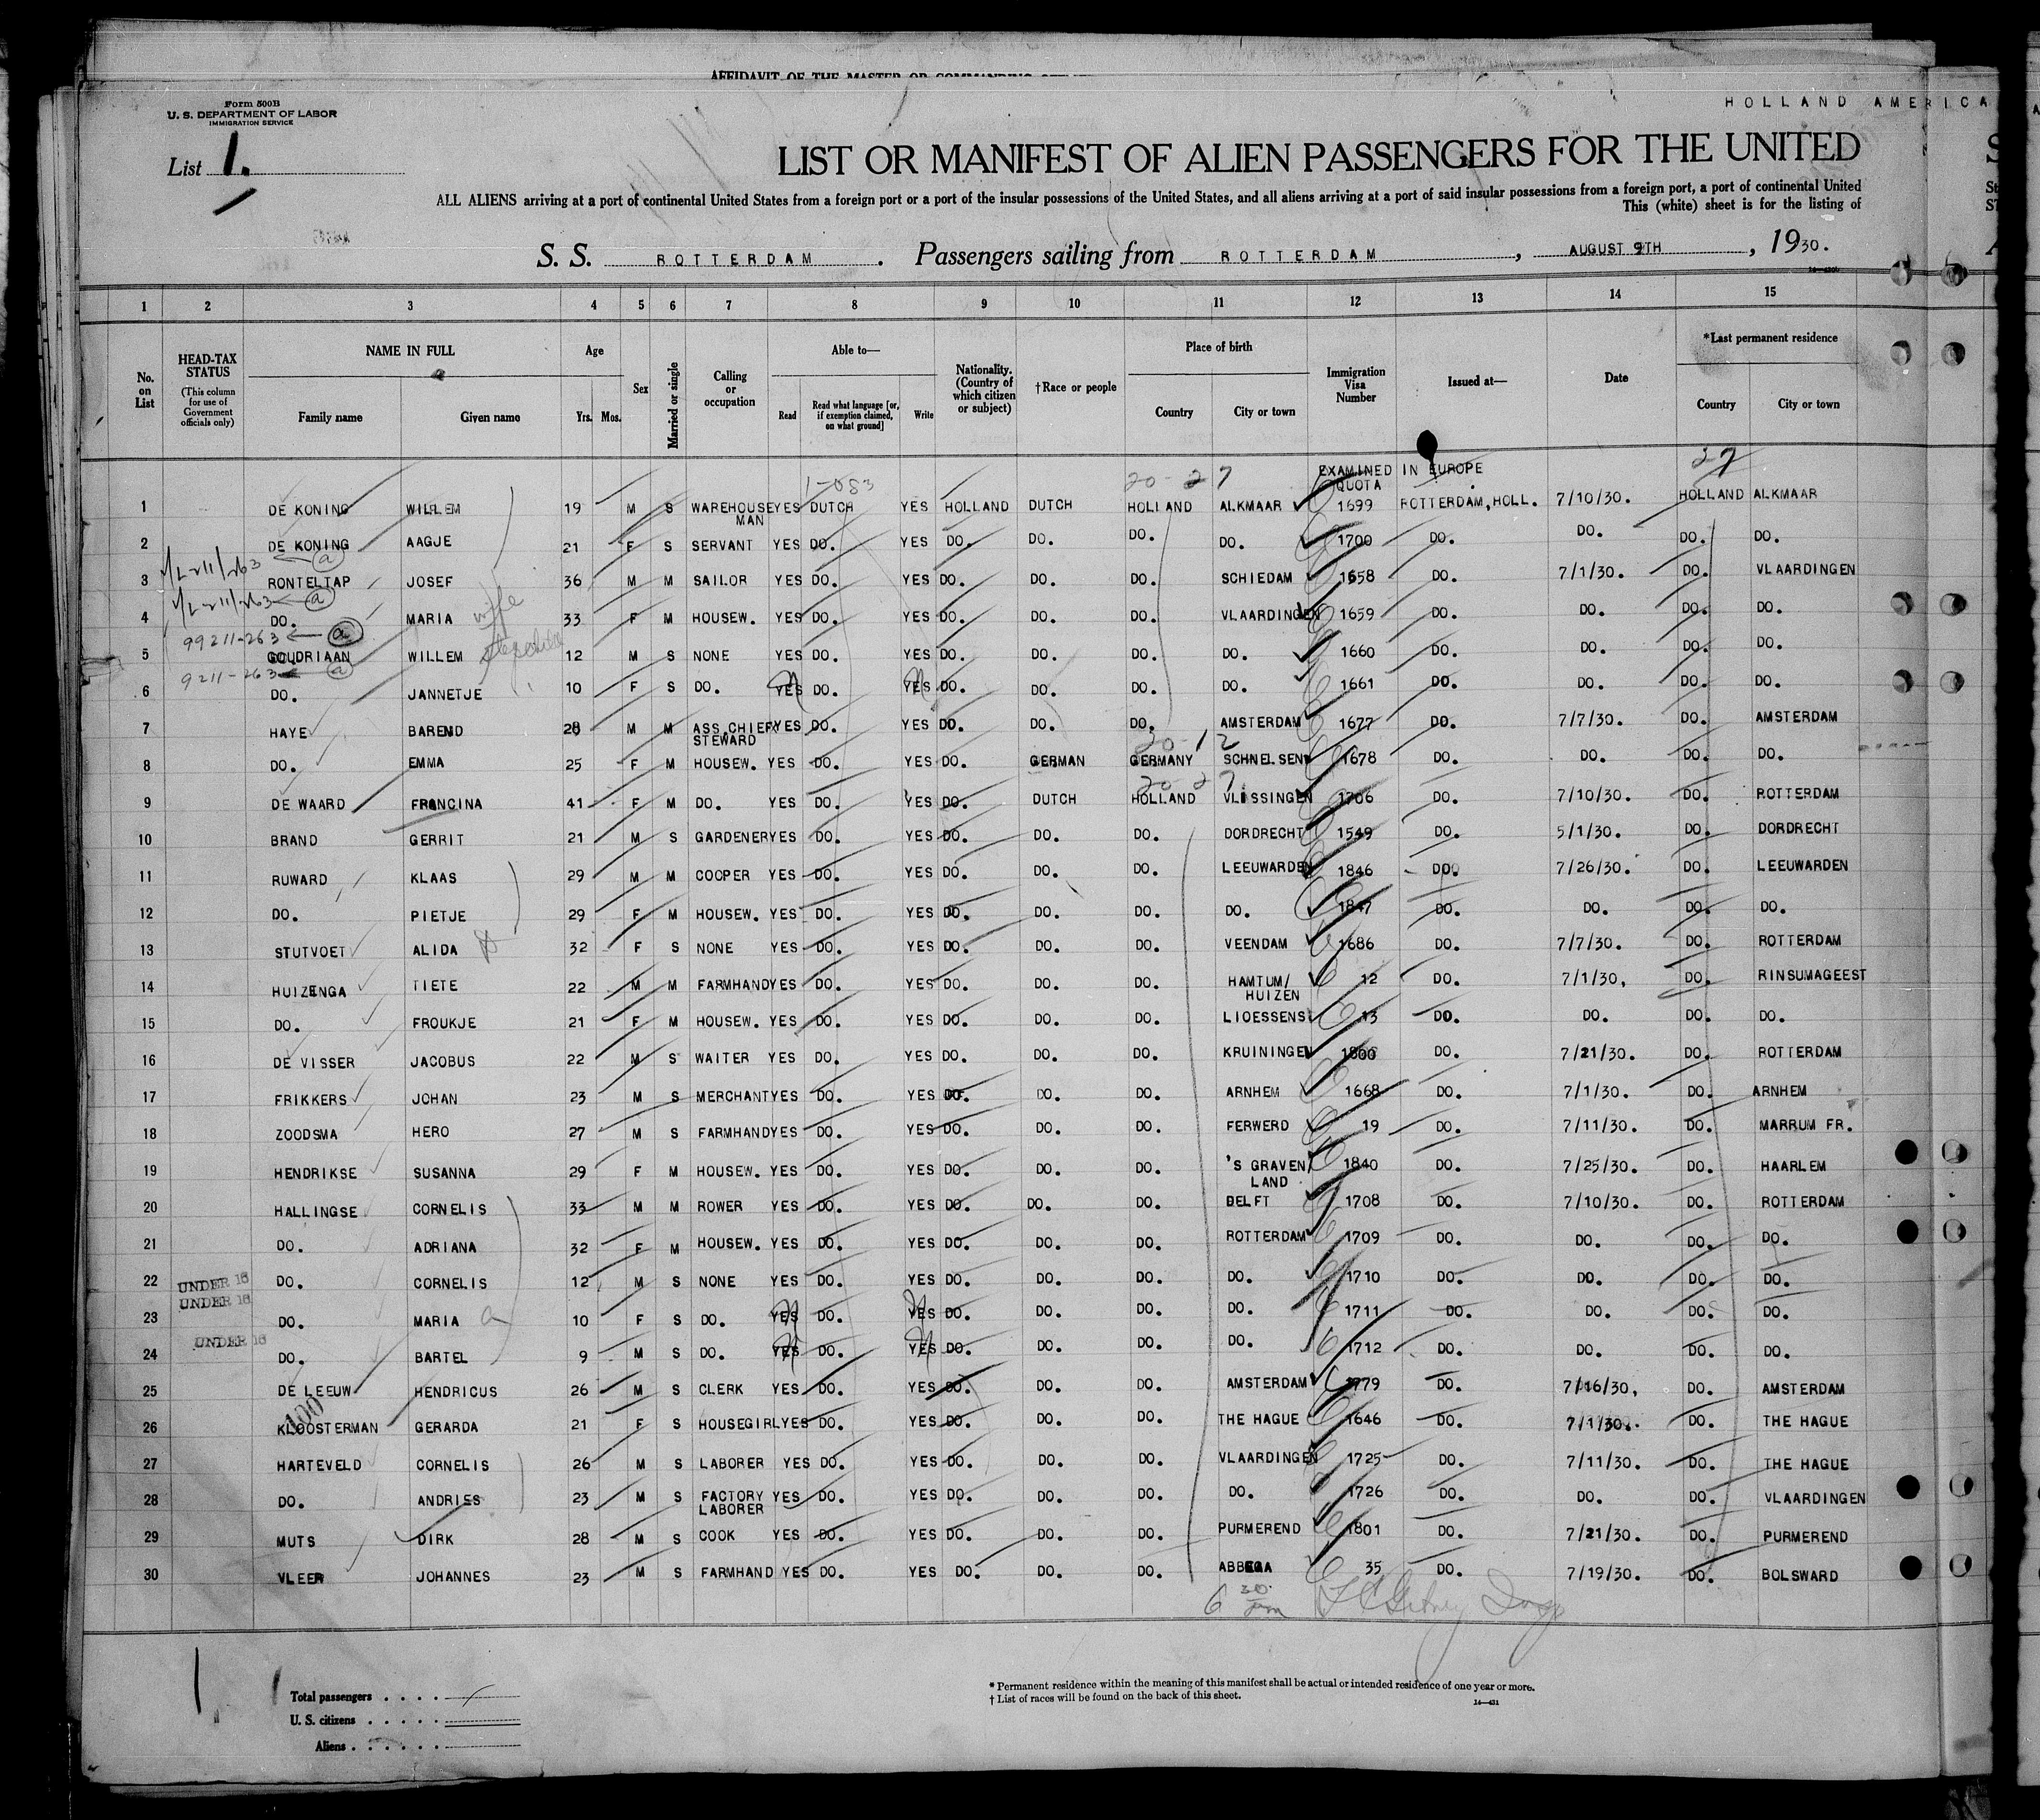 AFFIDAVIT OF THE MASTER OR COMMANDING
Form 500B
U. S. DEPARTMENT OF LABOR
IMMIGRATION SERVICE
HOLLAND AMERICA
List 1.
LIST OR MANIFEST OF ALIEN PASSENGERS FOR THE UNITED
ALL ALIENS arriving at a port of continental United States from a foreign port or a port of the insular possessions of the United States, and all aliens arriving at a port of said insular possessions from a foreign port, a port of continental United
This (white) sheet is for the listing of
S. S. ROTTERDAM. Passengers sailing from ROTTERDAM, AUGUST 9TH, 1930.
1 2 3 4 5 6 7 8 9 10 11 12 13 14 15
No. on List
HEAD-TAX STATUS (This column for use of Government officials only)
NAME IN FULL Family name Given name
Age Yrs. Mos.
Sex
Married or single
Calling or occupation
Able to— Read Read what language [or, if exemption claimed, on what ground] Write
Nationality. (Country of which citizen or subject)
†Race or people
Place of birth Country City or town
Immigration Visa Number
Issued at—
Date
*Last permanent residence Country City or town
1-083 20-27 EXAMINED IN EUROPE 27
QUOTA
1 DE KONING WILLEM 19 M S WAREHOUSE MAN YES DUTCH YES HOLLAND DUTCH HOLLAND ALKMAAR 1699 ROTTERDAM, HOLL. 7/10/30. HOLLAND ALKMAAR
2 DE KONING AAGJE 21 F S SERVANT YES DO. YES DO. DO. DO. DO. 1700 DO. DO. DO. DO.
3 RONTELTAP JOSEF 36 M M SAILOR YES DO. YES DO. DO. DO. SCHIEDAM 1658 DO. 7/1/30. DO. VLAARDINGEN
4 DO. MARIA wife 33 F M HOUSEW. YES DO. YES DO. DO. DO. VLAARDINGEN 1659 DO. DO. DO. DO.
99211-263 a
5 GOUDRIAAN WILLEM 12 M S NONE YES DO. YES DO. DO. DO. DO. 1660 DO. DO. DO. DO.
9211-263 a
6 DO. JANNETJE 10 F S DO. YES DO. YES DO. DO. DO. DO. 1661 DO. DO. DO. DO.
7 HAYE BAREND 28 M M ASS.CHIEF STEWARD YES DO. YES DO. DO. DO. AMSTERDAM 1677 DO. 7/7/30. DO. AMSTERDAM
20-12
8 DO. EMMA 25 F M HOUSEW. YES DO. YES DO. GERMAN GERMANY SCHNELSEN 1678 DO. DO. DO. DO.
20-27
9 DE WAARD FRANCINA 41 F M DO. YES DO. YES DO. DUTCH HOLLAND VLISSINGEN 1706 DO. 7/10/30. DO. ROTTERDAM
10 BRAND GERRIT 21 M S GARDENER YES DO. YES DO. DO. DO. DORDRECHT 1549 DO. 5/1/30. DO. DORDRECHT
11 RUWARD KLAAS 29 M M COOPER YES DO. YES DO. DO. DO. LEEUWARDEN 1846 DO. 7/26/30. DO. LEEUWARDEN
12 DO. PIETJE 29 F M HOUSEW. YES DO. YES DO. DO. DO. DO. 1847 DO. DO. DO. DO.
13 STUTVOET ALIDA 32 F S NONE YES DO. YES DO. DO. DO. VEENDAM 1686 DO. 7/7/30. DO. ROTTERDAM
14 HUIZENGA TIETE 22 M M FARMHAND YES DO. YES DO. DO. DO. HAMTUM/ HUIZEN 12 DO. 7/1/30, DO. RINSUMAGEEST
15 DO. FROUKJE 21 F M HOUSEW. YES DO. YES DO. DO. DO. LIOESSENS 13 DO. DO. DO. DO.
16 DE VISSER JACOBUS 22 M S WAITER YES DO. YES DO. DO. DO. KRUININGEN 1800 DO. 7/21/30. DO. ROTTERDAM
17 FRIKKERS JOHAN 23 M S MERCHANT YES DO. YES DO. DO. DO. ARNHEM 1668 DO. 7/1/30. DO. ARNHEM
18 ZOODSMA HERO 27 M S FARMHAND YES DO. YES DO. DO. DO. FERWERD 19 DO. 7/11/30. DO. MARRUM FR.
19 HENDRIKSE SUSANNA 29 F M HOUSEW. YES DO. YES DO. DO. DO. 'S GRAVEN/ LAND 1840 DO. 7/25/30. DO. HAARLEM
20 HALLINGSE CORNELIS 33 M M ROWER YES DO. YES DO. DO. DO. DELFT 1708 DO. 7/10/30. DO. ROTTERDAM
21 DO. ADRIANA 32 F M HOUSEW. YES DO. YES DO. DO. DO. ROTTERDAM 1709 DO. DO. DO. DO.
22 UNDER 16 DO. CORNELIS 12 M S NONE YES DO. YES DO. DO. DO. DO. 1710 DO. DO. DO. DO.
23 UNDER 16 DO. MARIA 10 F S DO. YES DO. YES DO. DO. DO. DO. 1711 DO. DO. DO. DO.
24 UNDER 16 DO. BARTEL 9 M S DO. YES DO. YES DO. DO. DO. DO. 1712 DO. DO. DO. DO.
25 DE LEEUW HENDRICUS 26 M S CLERK YES DO. YES DO. DO. DO. AMSTERDAM 1779 DO. 7/16/30, DO. AMSTERDAM
26 KLOOSTERMAN GERARDA 21 F S HOUSEGIRL YES DO. YES DO. DO. DO. THE HAGUE 1646 DO. 7/1/30. DO. THE HAGUE
27 HARTEVELD CORNELIS 26 M S LABORER YES DO. YES DO. DO. DO. VLAARDINGEN 1725 DO. 7/11/30. DO. THE HAGUE
28 DO. ANDRIES 23 M S FACTORY LABORER YES DO. YES DO. DO. DO. DO. 1726 DO. DO. DO. VLAARDINGEN
29 MUTS DIRK 28 M S COOK YES DO. YES DO. DO. DO. PURMEREND 1801 DO. 7/21/30. DO. PURMEREND
30 VLEER JOHANNES 23 M S FARMHAND YES DO. YES DO. DO. DO. ABBEGA 35 DO. 7/19/30. DO. BOLSWARD
Total passengers
U. S. citizens
Aliens
* Permanent residence within the meaning of this manifest shall be actual or intended residence of one year or more.
† List of races will be found on the back of this sheet.
14—431